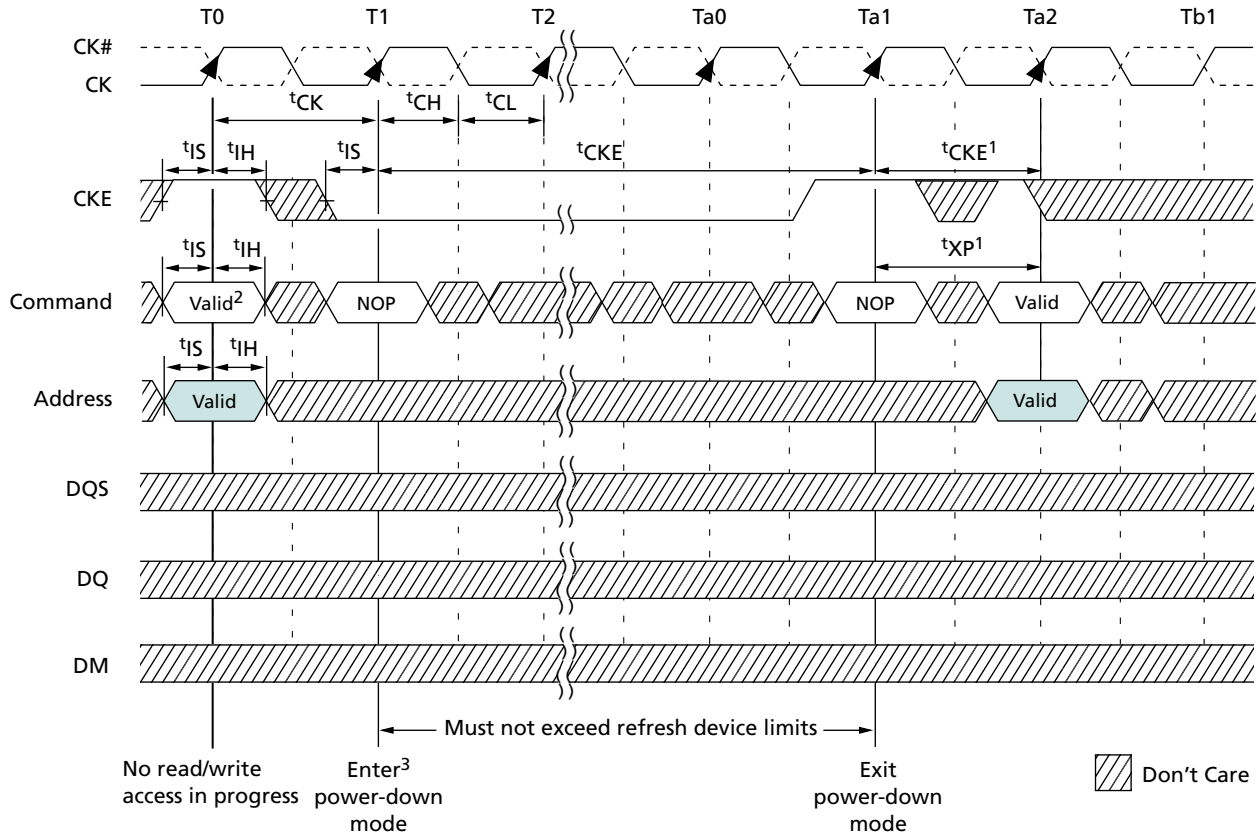 T0 T1 T2 Ta0 Ta1 Ta2 Tb1
CK#
CK
tCK tCH tCL
tIS tIH tIS tCKE tCKE1
CKE
tIS tIH tXP1
Command Valid2 NOP NOP Valid
tIS tIH
Address Valid Valid
DQS
DQ
DM
Must not exceed refresh device limits
No read/write
access in progress
Enter3
power-down
mode
Exit
power-down
mode
Don't Care